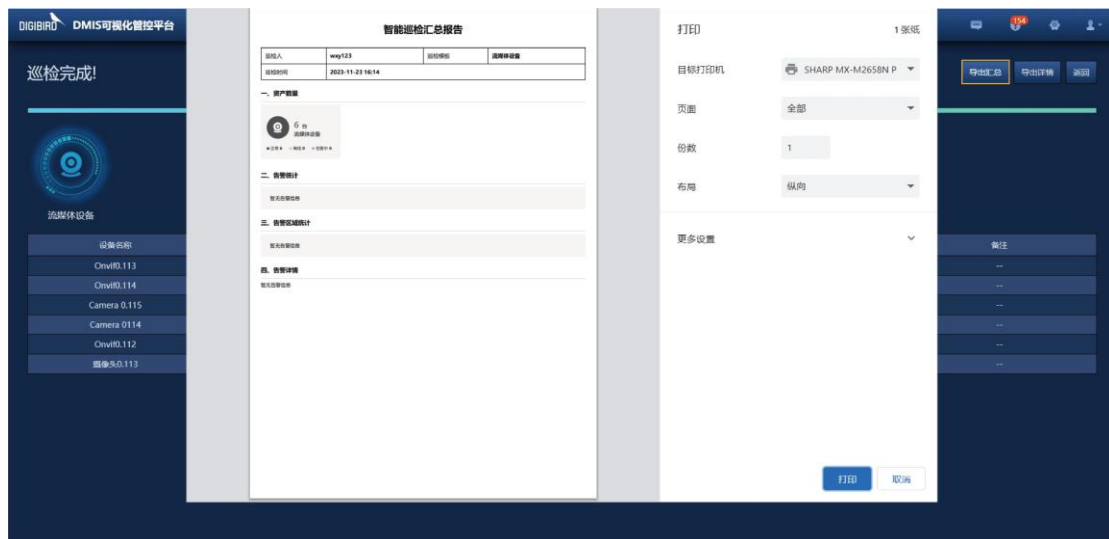 DIGIBIRD DMIS可视化管控平台
154
巡检完成!
导出汇总 导出详情 返回
流媒体设备
设备名称 备注
Onvif0.113 --
Onvif0.114 --
Camera 0.115 --
Camera 0114 --
Onvif0.112 --
摄像头0.113 --
智能巡检汇总报告
巡检人 wxy123 巡检模板 流媒体设备
巡检时间 2023-11-23 16:14
一、资产数量
6 台
流媒体设备
二、告警统计
暂无告警信息
三、告警区域统计
暂无告警信息
四、告警详情
暂无告警信息
打印 1 张纸
目标打印机 SHARP MX-M2658N P
页面 全部
份数 1
布局 纵向
更多设置
打印 取消